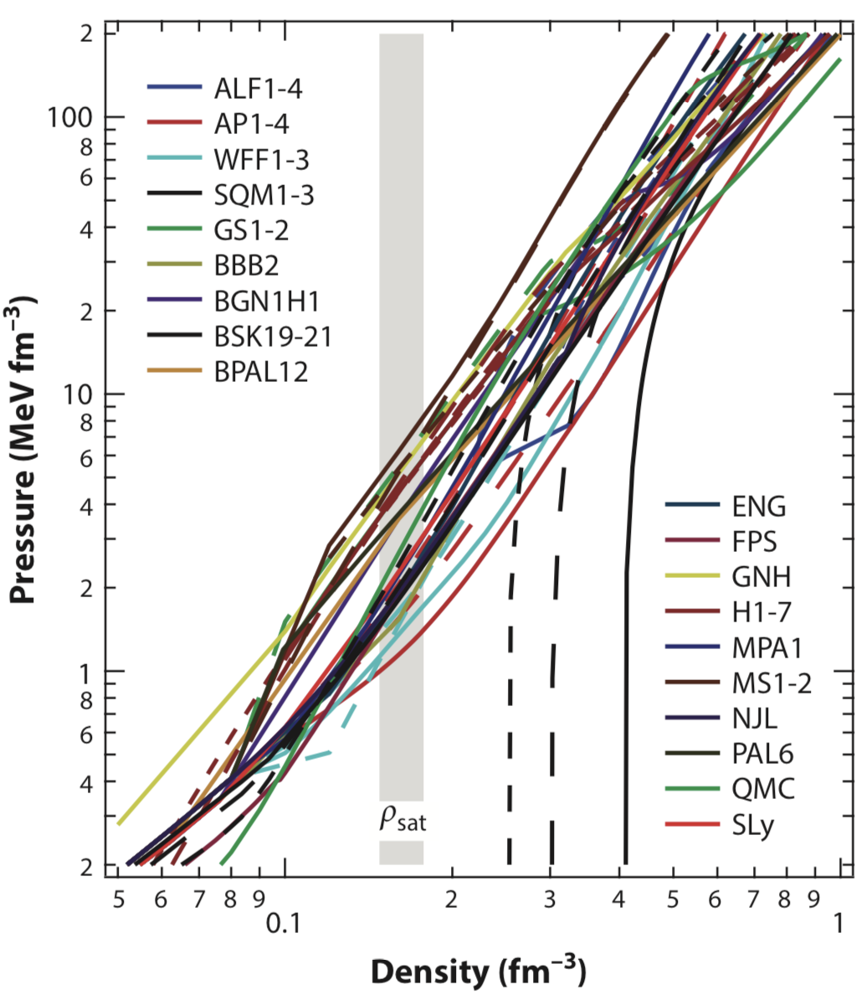 2
100
8
6
4
2
10
8
6
4
2
1
8
6
4
2
Pressure (MeV fm⁻³)
ALF1-4
AP1-4
WFF1-3
SQM1-3
GS1-2
BBB2
BGN1H1
BSK19-21
BPAL12
ENG
FPS
GNH
H1-7
MPA1
MS1-2
NJL
PAL6
QMC
SLy
ρsat
5 6 7 8 9 2 3 4 5 6 7 8 9
0.1 1
Density (fm⁻³)